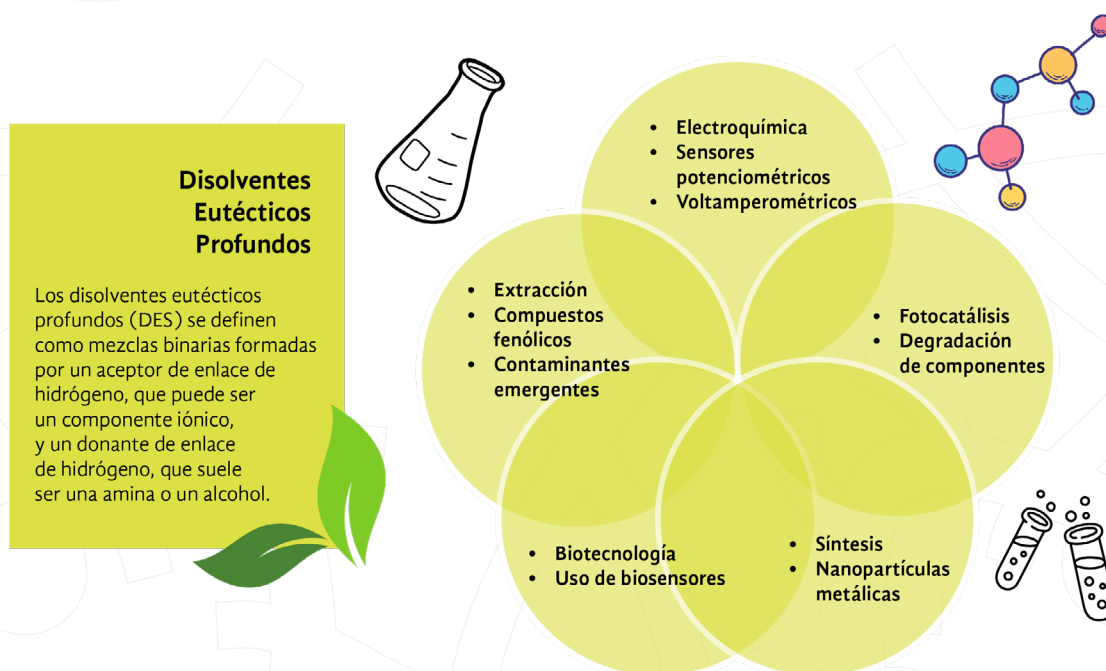 Disolventes
Eutécticos
Profundos
Los disolventes eutécticos
profundos (DES) se definen
como mezclas binarias formadas
por un aceptor de enlace de
hidrógeno, que puede ser
un componente iónico,
y un donante de enlace
de hidrógeno, que suele
ser una amina o un alcohol.
• Electroquímica
• Sensores
potenciométricos
• Voltamperométricos
• Extracción
• Compuestos
fenólicos
• Contaminantes
emergentes
• Fotocatálisis
• Degradación
de componentes
• Biotecnología
• Uso de biosensores
• Síntesis
• Nanopartículas
metálicas